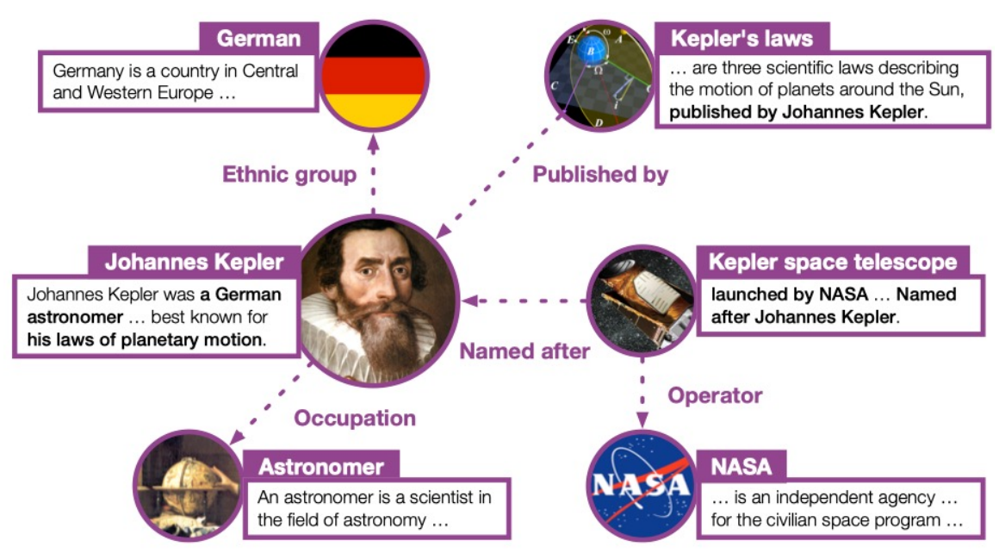 German
Germany is a country in Central
and Western Europe …
Kepler's laws
… are three scientific laws describing
the motion of planets around the Sun,
published by Johannes Kepler.
E
ω
A
B
Ω
C
i
D
Ethnic group
Published by
Johannes Kepler
Johannes Kepler was a German
astronomer … best known for
his laws of planetary motion.
Kepler space telescope
launched by NASA … Named
after Johannes Kepler.
Named after
Occupation
Operator
Astronomer
An astronomer is a scientist in
the field of astronomy …
NASA
NASA
… is an independent agency …
for the civilian space program …